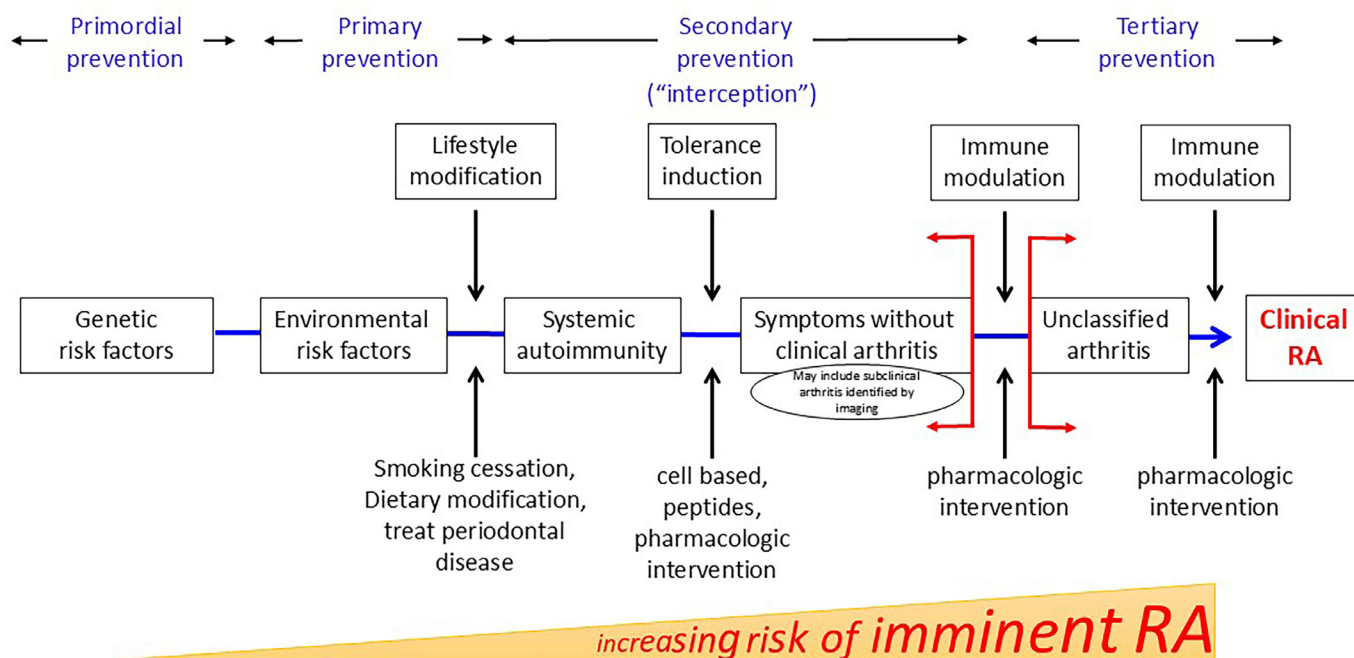 Primordial
prevention
Primary
prevention
Secondary
prevention
(“interception”)
Tertiary
prevention
Lifestyle
modification
Tolerance
induction
Immune
modulation
Immune
modulation
Genetic
risk factors
Environmental
risk factors
Systemic
autoimmunity
Symptoms without
clinical arthritis
May include subclinical
arthritis identified by
imaging
Unclassified
arthritis
Clinical
RA
Smoking cessation,
Dietary modification,
treat periodontal
disease
cell based,
peptides,
pharmacologic
intervention
pharmacologic
intervention
pharmacologic
intervention
increasing risk of imminent RA